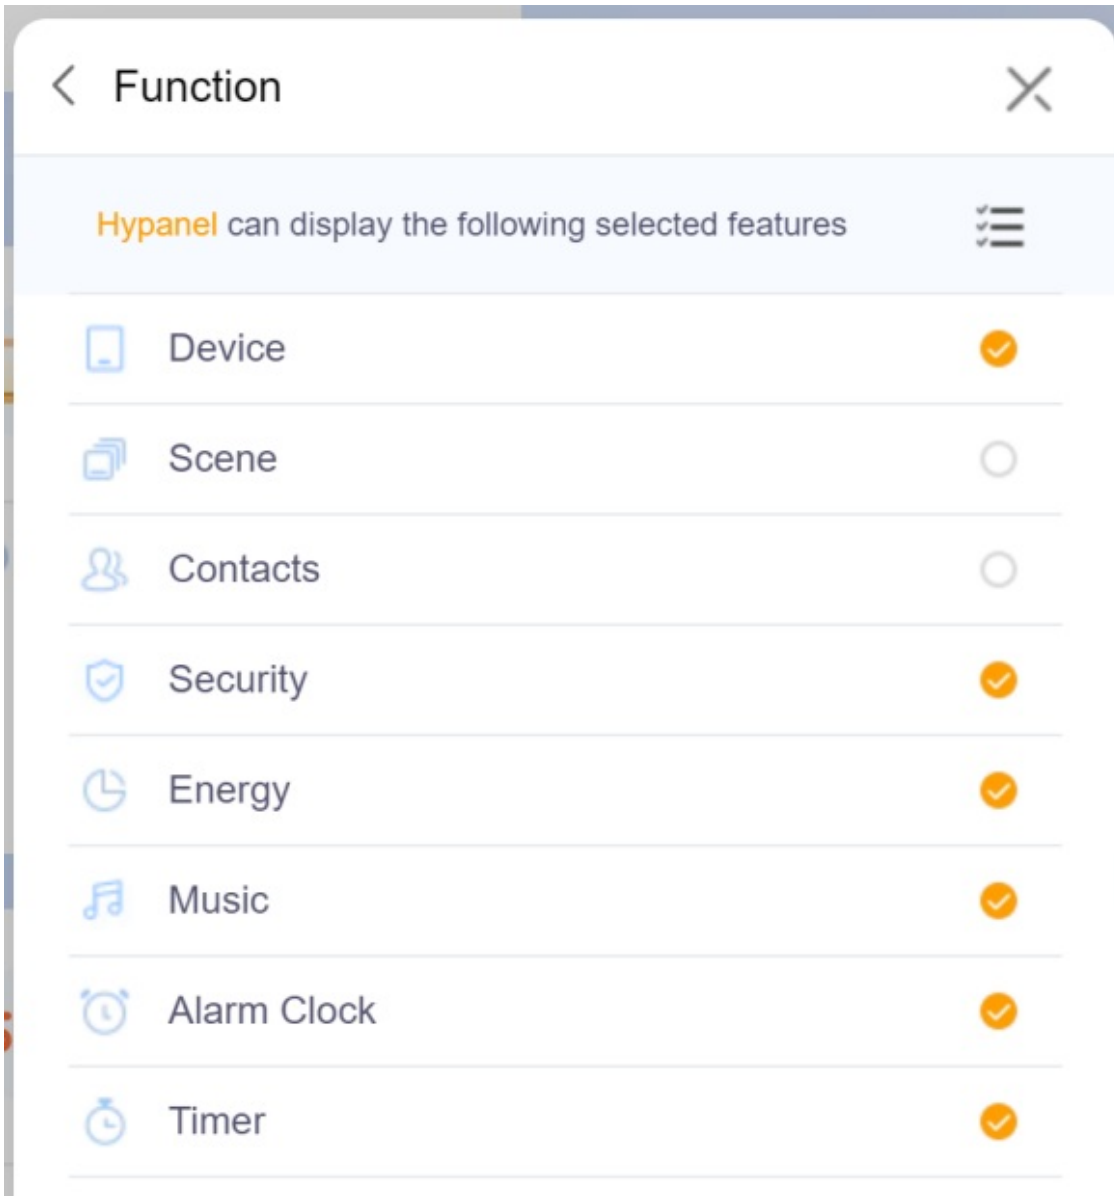 Function
Hypanel can display the following selected features
Device
Scene
Contacts
Security
Energy
Music
Alarm Clock
Timer